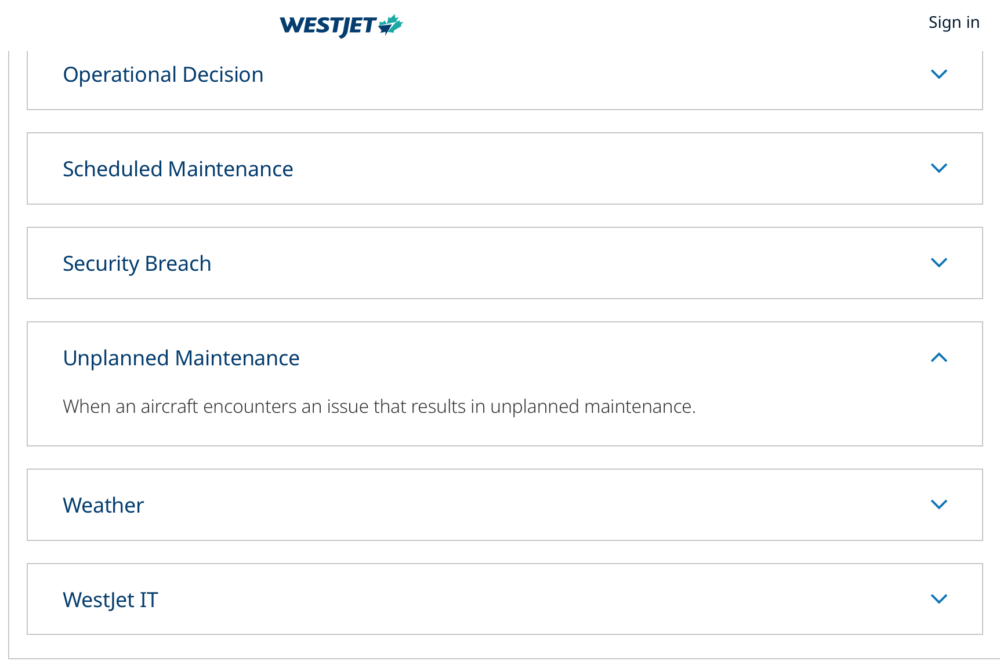 WESTJET
Sign in
Operational Decision
Scheduled Maintenance
Security Breach
Unplanned Maintenance
When an aircraft encounters an issue that results in unplanned maintenance.
Weather
WestJet IT